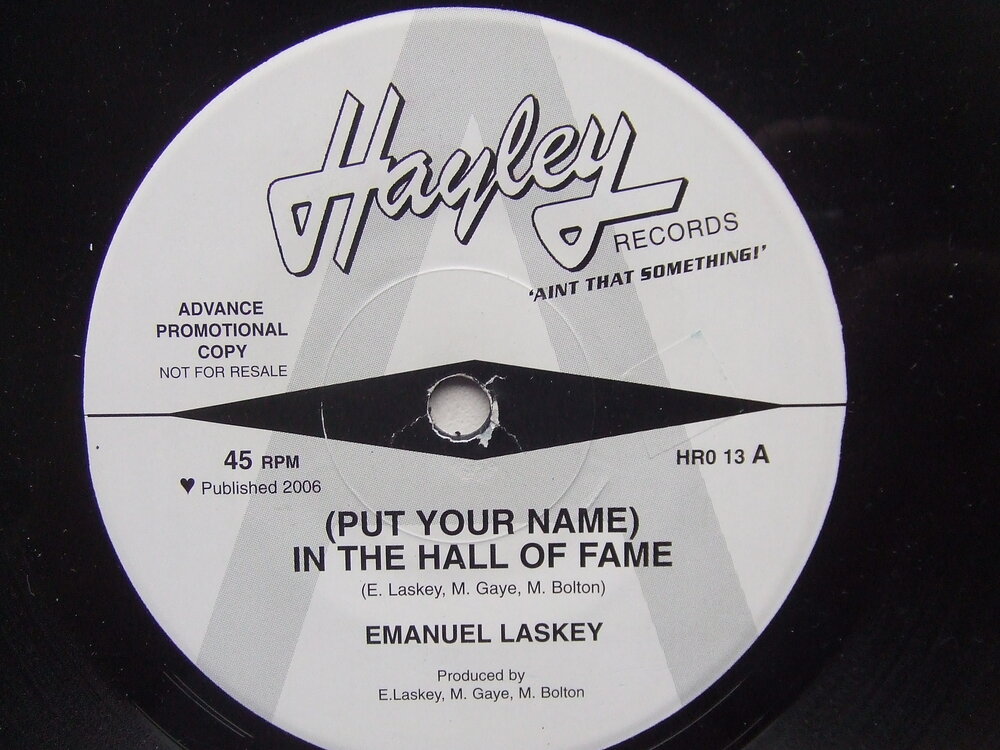 Hayley
RECORDS
'AINT THAT SOMETHING!'
ADVANCE
PROMOTIONAL
COPY
NOT FOR RESALE
45 RPM
♥ Published 2006
HR0 13 A
(PUT YOUR NAME)
IN THE HALL OF FAME
(E. Laskey, M. Gaye, M. Bolton)
EMANUEL LASKEY
Produced by
E.Laskey, M. Gaye, M. Bolton